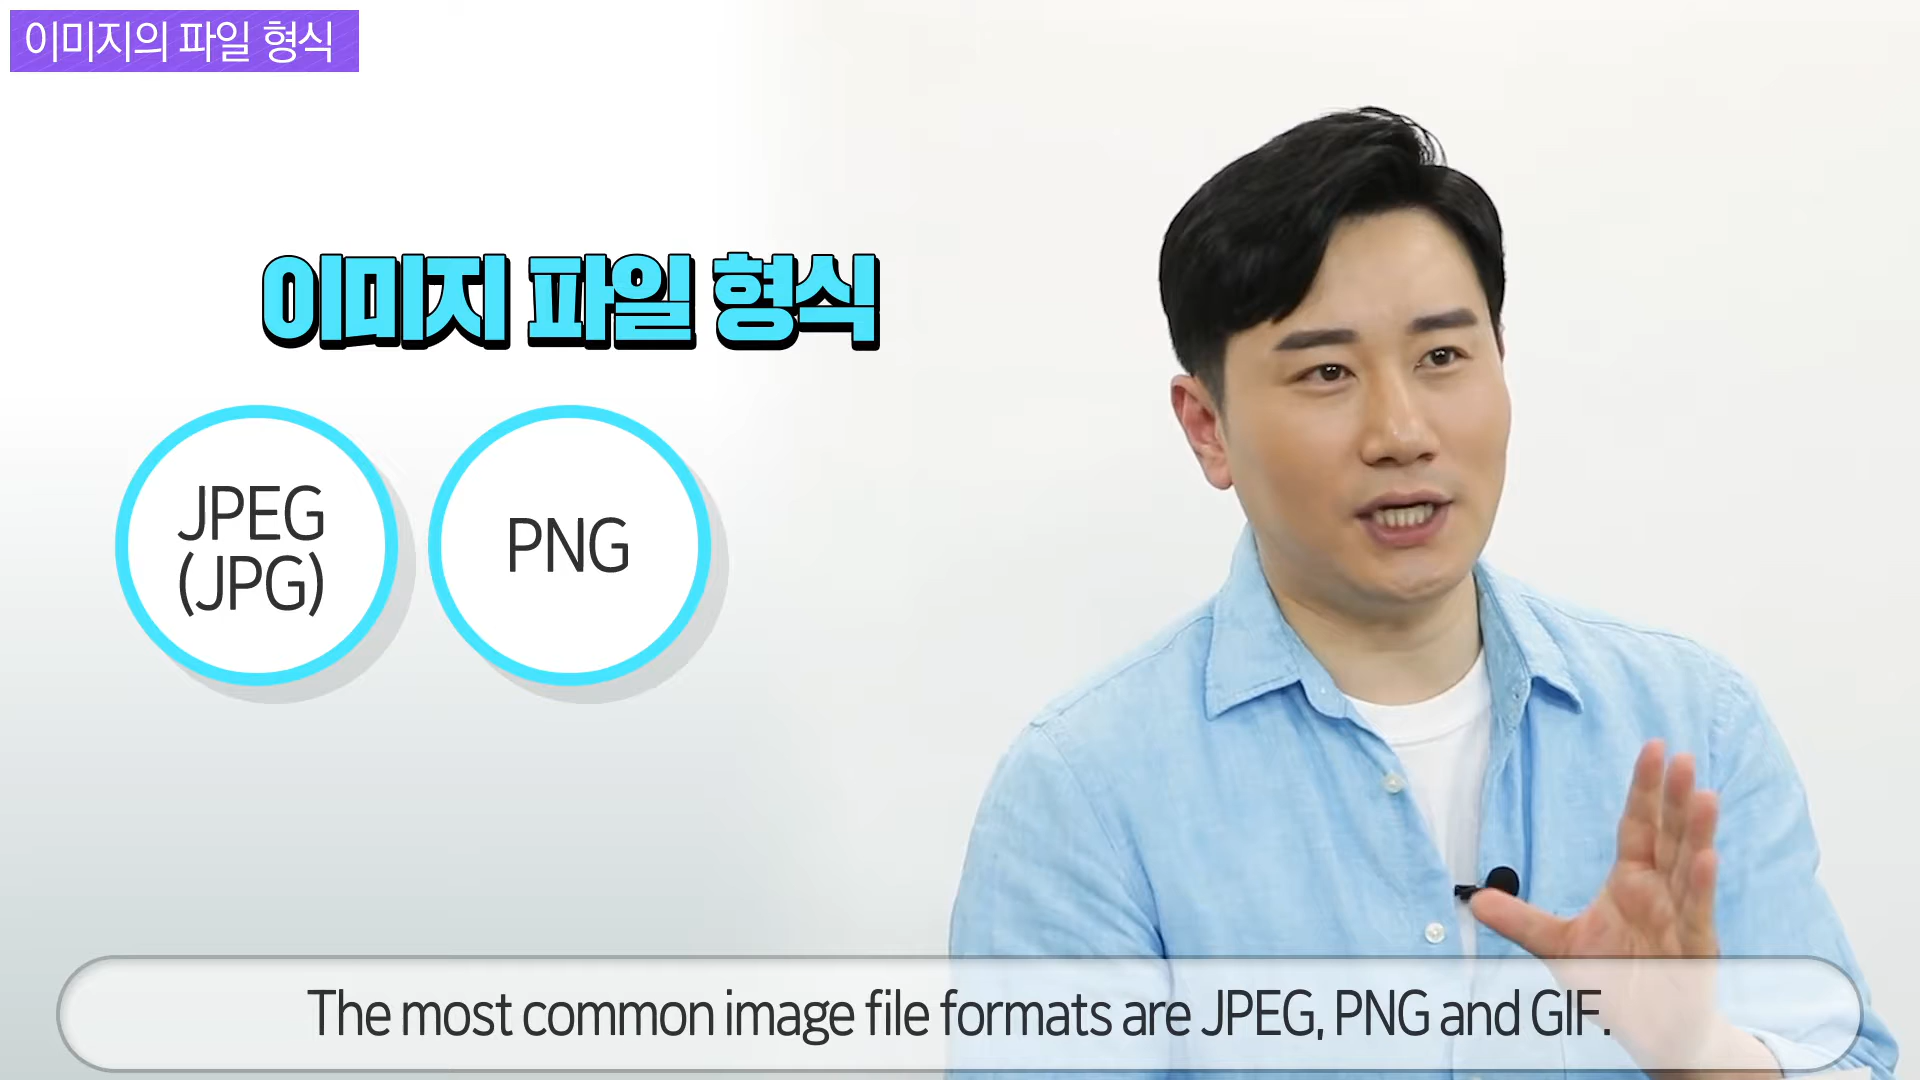 이미지의 파일 형식
이미지 파일 형식
JPEG
(JPG)
PNG
The most common image file formats are JPEG, PNG and GIF.